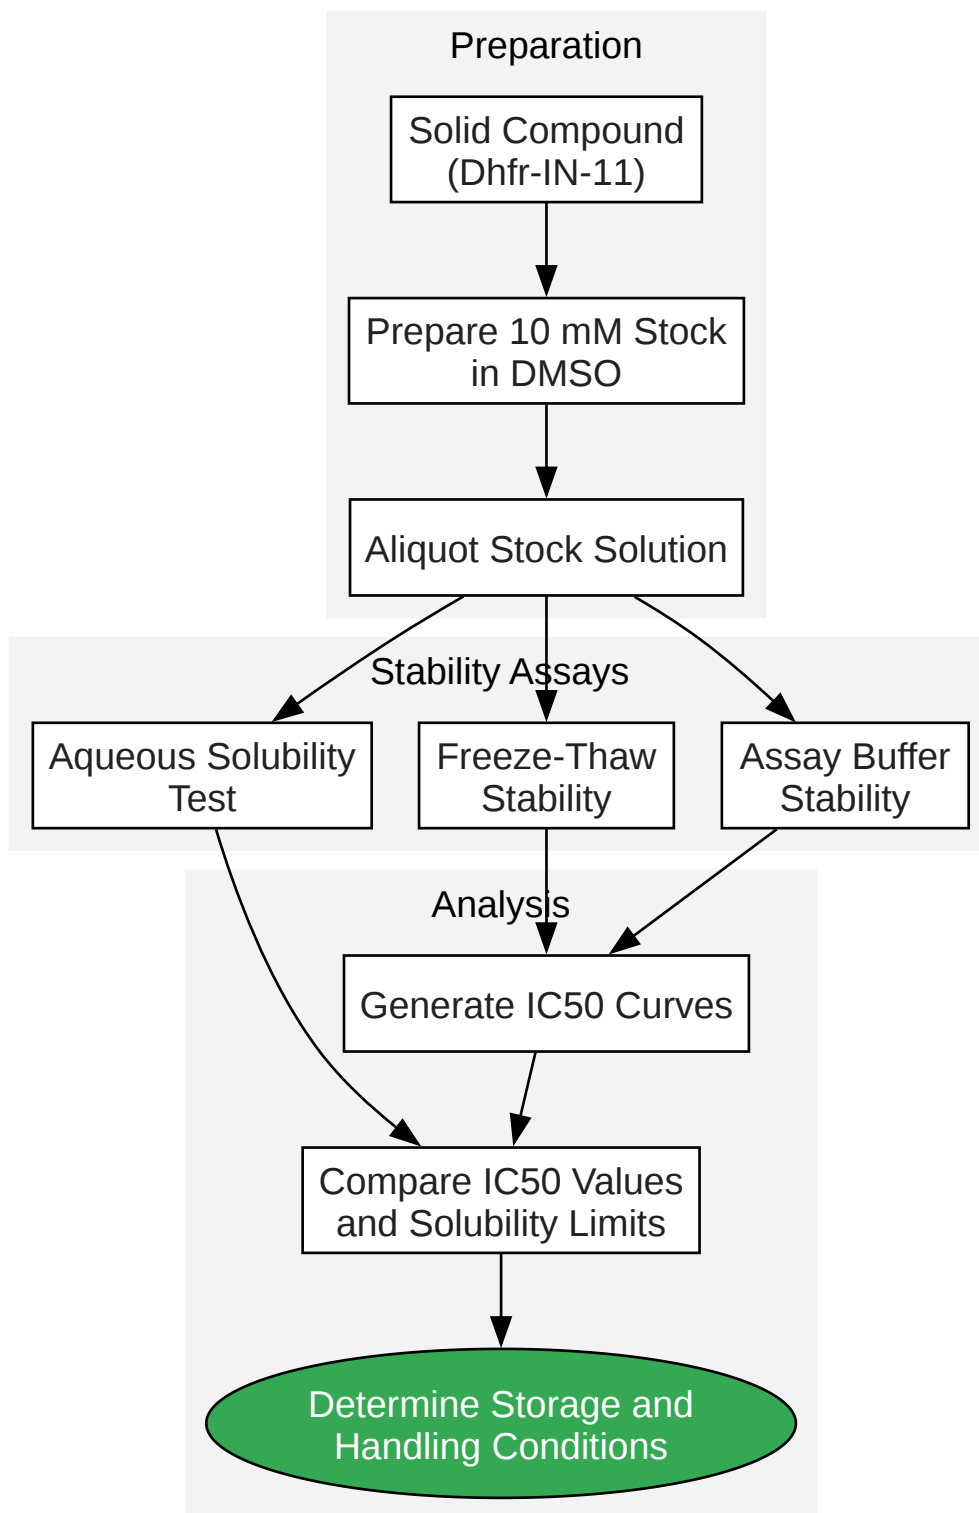 Preparation
Solid Compound
(Dhfr-IN-11)
Prepare 10 mM Stock
in DMSO
Aliquot Stock Solution
Stability Assays
Aqueous Solubility
Test
Freeze-Thaw
Stability
Assay Buffer
Stability
Analysis
Generate IC50 Curves
Compare IC50 Values
and Solubility Limits
Determine Storage and
Handling Conditions